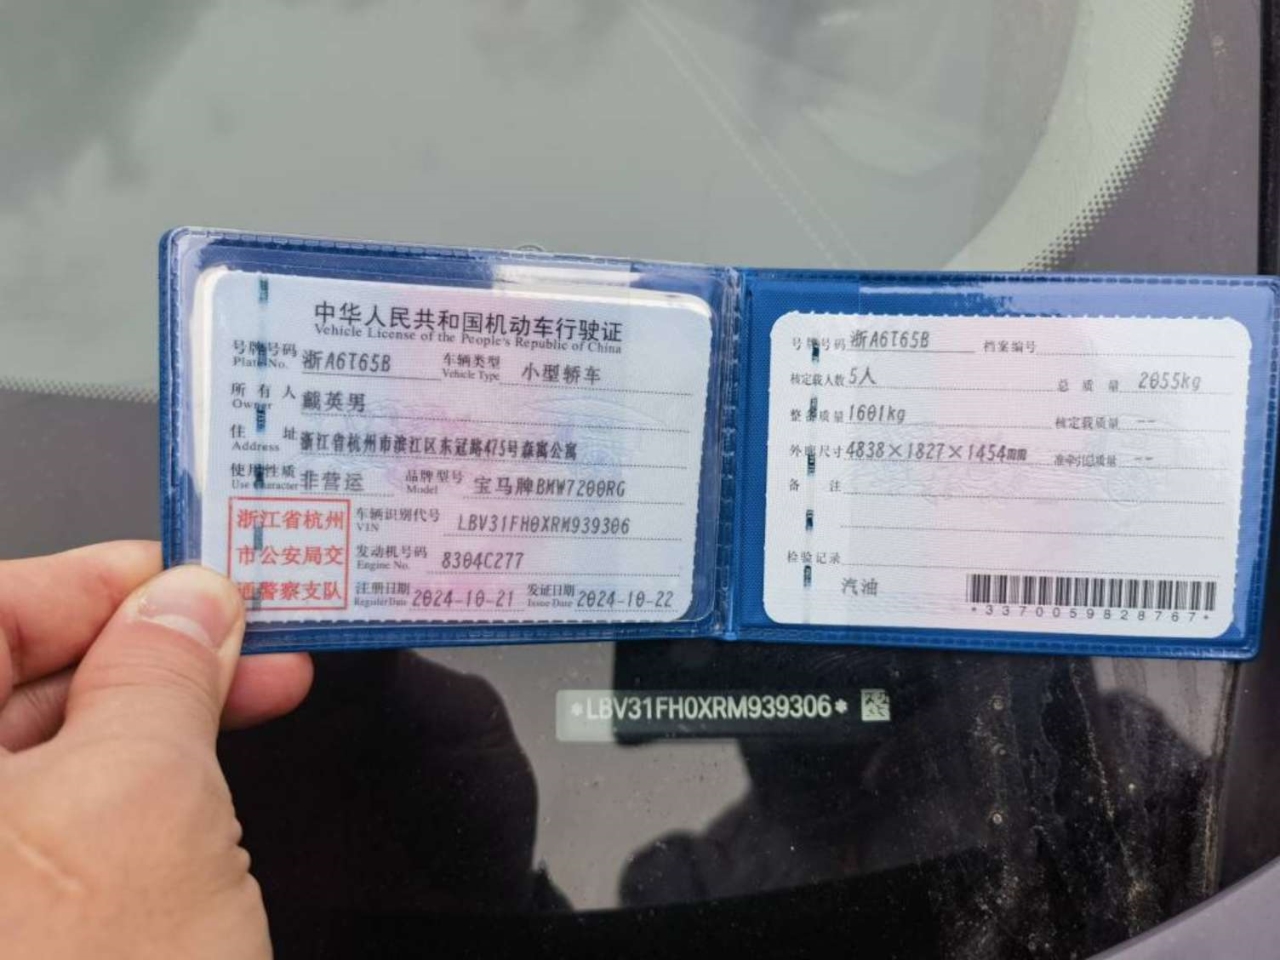 中华人民共和国机动车行驶证
Vehicle License of the People's Republic of China
号牌号码 浙A6T65B 车辆类型 小型轿车
Plate No. Vehicle Type
所有人 戴英男
Owner
住址 浙江省杭州市滨江区东冠路475号森寓公寓
Address
使用性质 非营运 品牌型号 宝马牌BMW7200RG
Use Character Model
浙江省杭州
市公安局交
通警察支队
车辆识别代号 LBV31FH0XRM939306
VIN
发动机号码 8304C277
Engine No.
注册日期 2024-10-21 发证日期 2024-10-22
Register Date Issue Date
号牌号码 浙A6T65B 档案编号
核定载人数 5人 总质量 2055kg
整备质量 1601kg 核定载质量 --
外廓尺寸 4838×1827×1454 准牵引总质量 --
备注
检验记录
汽油
*3370059828767*
*LBV31FH0XRM939306*